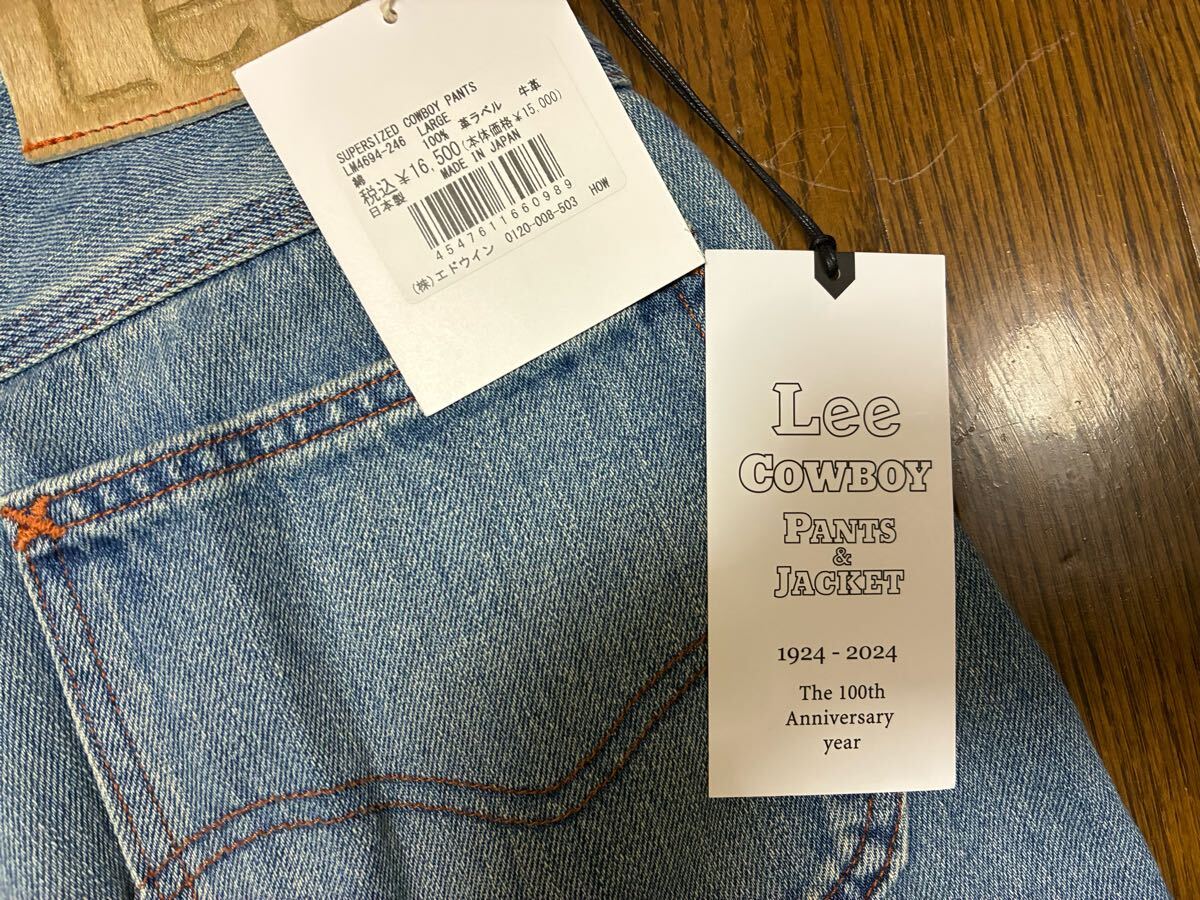 Lee
SUPERSIZED COWBOY PANTS
LM4694-246 LARGE
綿 100% 革ラベル 牛革
税込¥16,500(本体価格¥15,000)
日本製 MADE IN JAPAN
4547611660989
(株)エドウイン 0120-008-503 HOW
Lee
COWBOY
PANTS
&
JACKET
1924 - 2024
The 100th
Anniversary
year